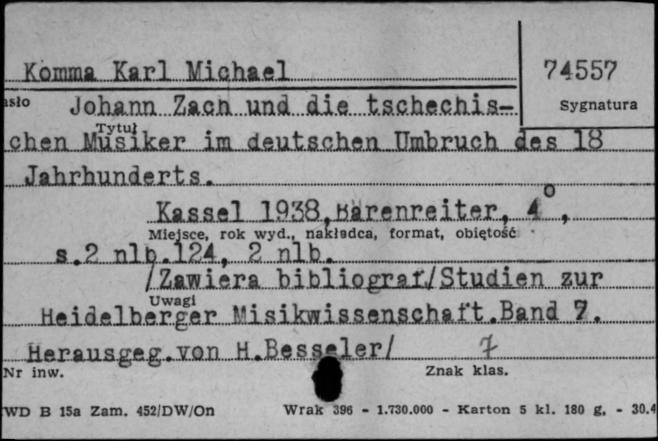 Komma Karl Michael
74557
asło
Johann Zach und die tschechis-
Sygnatura
Tytuł
chen Musiker im deutschen Umbruch des 18
Jahrhunderts.
Kassel 1938, Bärenreiter, 4°,
Miejsce, rok wyd., nakładca, format, objętość
s.2 nlb.124, 2 nlb.
/Zawiera bibliograf/Studien zur
Uwagi
Heidelberger Misikwissenschaft.Band 7.
Herausgeg.von H.Besseler/ 7
Nr inw.
Znak klas.
WD B 15a Zam. 452/DW/On Wrak 396 - 1.730.000 - Karton 5 kl. 180 g. - 30.4